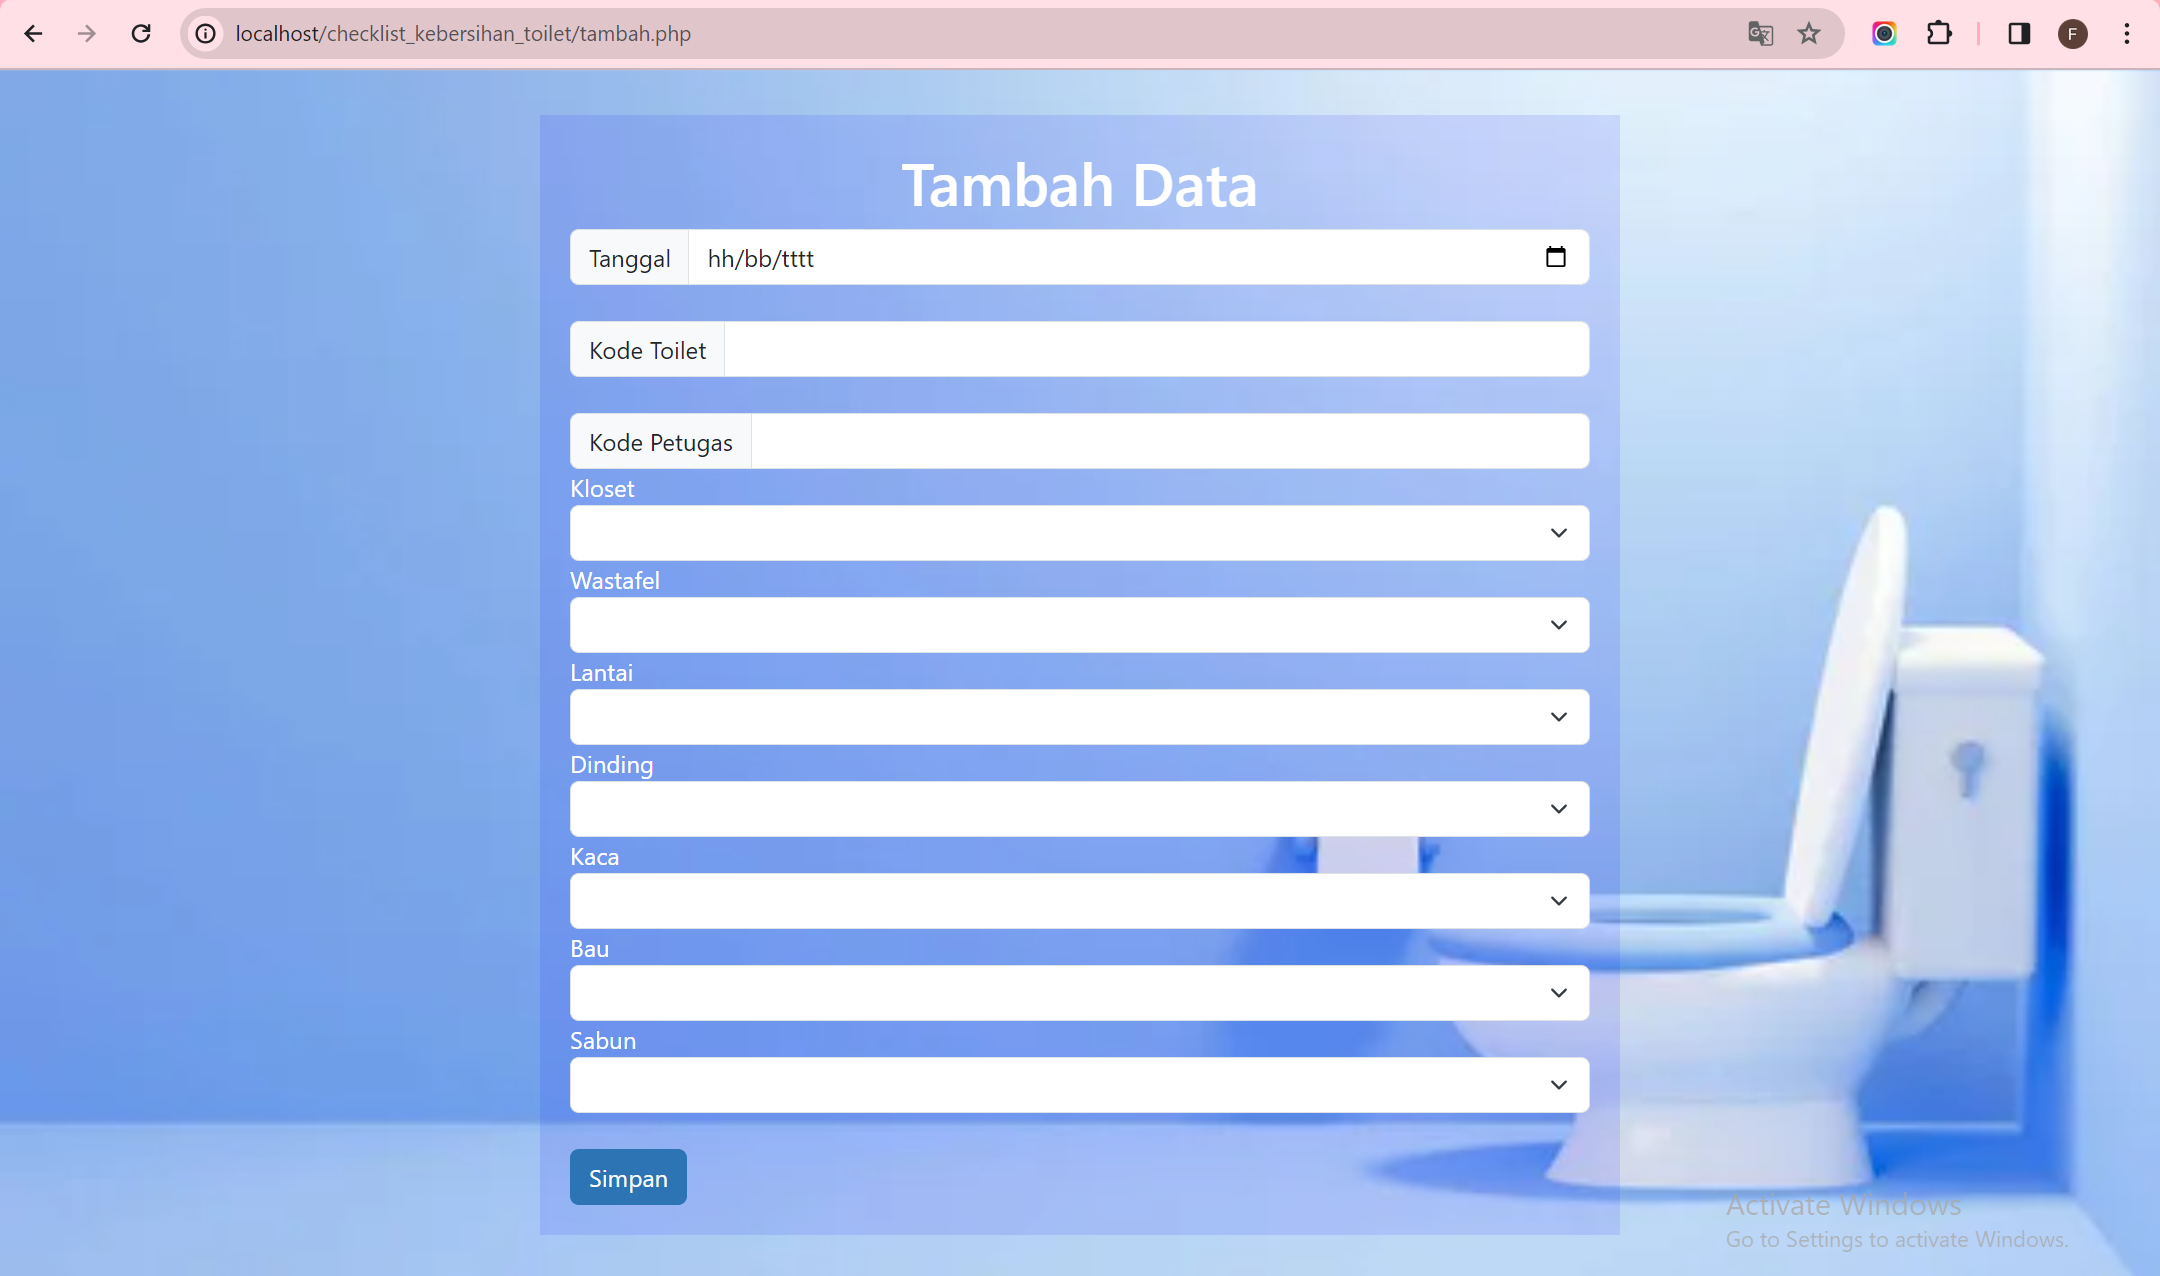 localhost/checklist_kebersihan_toilet/tambah.php
F
Tambah Data
Tanggal hh/bb/tttt
Kode Toilet
Kode Petugas
Kloset
Wastafel
Lantai
Dinding
Kaca
Bau
Sabun
Simpan
Activate Windows
Go to Settings to activate Windows.